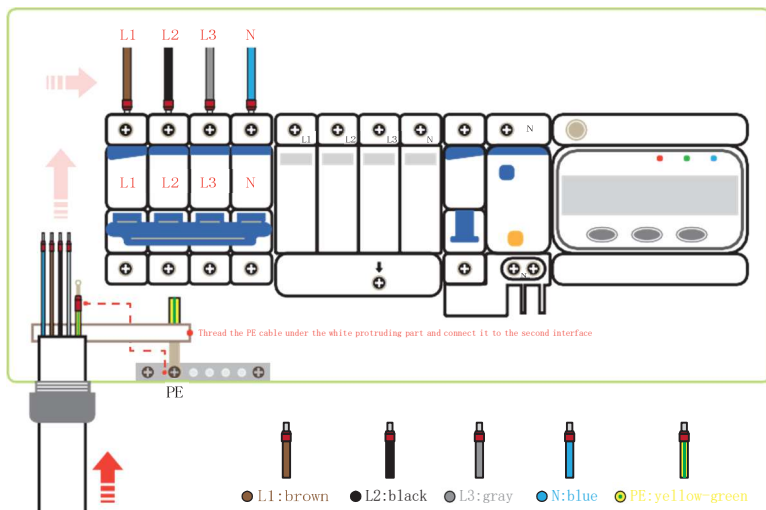 L1 L2 L3 N
L1 L2 L3 N N
L1 L2 L3 N
N
Thread the PE cable under the white protruding part and connect it to the second interface
PE
L1:brown L2:black L3:gray N:blue PE:yellow-green